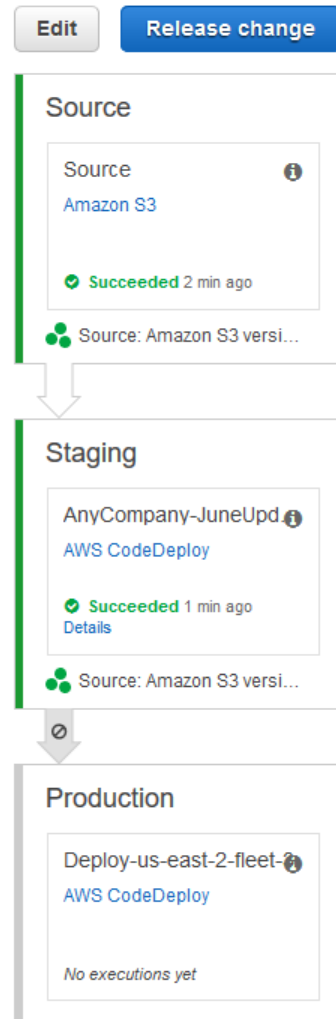 Edit
Release change
Source
Source
Amazon S3
Succeeded 2 min ago
Source: Amazon S3 versi...
Staging
AnyCompany-JuneUpd.
AWS CodeDeploy
Succeeded 1 min ago
Details
Source: Amazon S3 versi...
Production
Deploy-us-east-2-fleet-2
AWS CodeDeploy
No executions yet